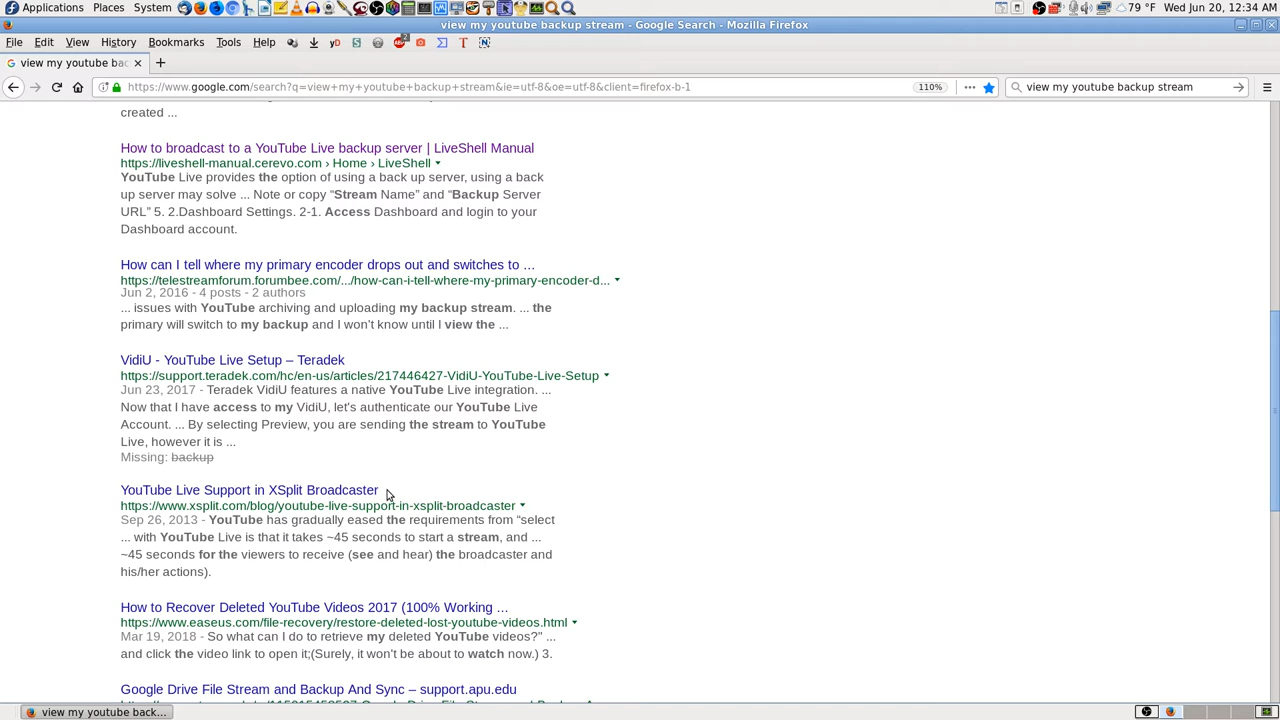 Applications Places System 79 °F Wed Jun 20, 12:34 AM
view my youtube backup stream - Google Search - Mozilla Firefox
File Edit View History Bookmarks Tools Help
G view my youtube bac
https://www.google.com/search?q=view+my+youtube+backup+stream&ie=utf-8&oe=utf-8&client=firefox-b-1 110% view my youtube backup stream
created ...
How to broadcast to a YouTube Live backup server | LiveShell Manual
https://liveshell-manual.cerevo.com › Home › LiveShell
YouTube Live provides the option of using a back up server, using a back
up server may solve ... Note or copy “Stream Name” and “Backup Server
URL” 5. 2.Dashboard Settings. 2-1. Access Dashboard and login to your
Dashboard account.
How can I tell where my primary encoder drops out and switches to ...
https://telestreamforum.forumbee.com/.../how-can-i-tell-where-my-primary-encoder-d...
Jun 2, 2016 - 4 posts - 2 authors
... issues with YouTube archiving and uploading my backup stream. ... the
primary will switch to my backup and I won't know until I view the ...
VidiU - YouTube Live Setup – Teradek
https://support.teradek.com/hc/en-us/articles/217446427-VidiU-YouTube-Live-Setup
Jun 23, 2017 - Teradek VidiU features a native YouTube Live integration. ...
Now that I have access to my VidiU, let's authenticate our YouTube Live
Account. ... By selecting Preview, you are sending the stream to YouTube
Live, however it is ...
Missing: backup
YouTube Live Support in XSplit Broadcaster
https://www.xsplit.com/blog/youtube-live-support-in-xsplit-broadcaster
Sep 26, 2013 - YouTube has gradually eased the requirements from “select
... with YouTube Live is that it takes ~45 seconds to start a stream, and ...
~45 seconds for the viewers to receive (see and hear) the broadcaster and
his/her actions).
How to Recover Deleted YouTube Videos 2017 (100% Working ...
https://www.easeus.com/file-recovery/restore-deleted-lost-youtube-videos.html
Mar 19, 2018 - So what can I do to retrieve my deleted YouTube videos?" ...
and click the video link to open it;(Surely, it won't be about to watch now.) 3.
Google Drive File Stream and Backup And Sync – support.apu.edu
view my youtube back...